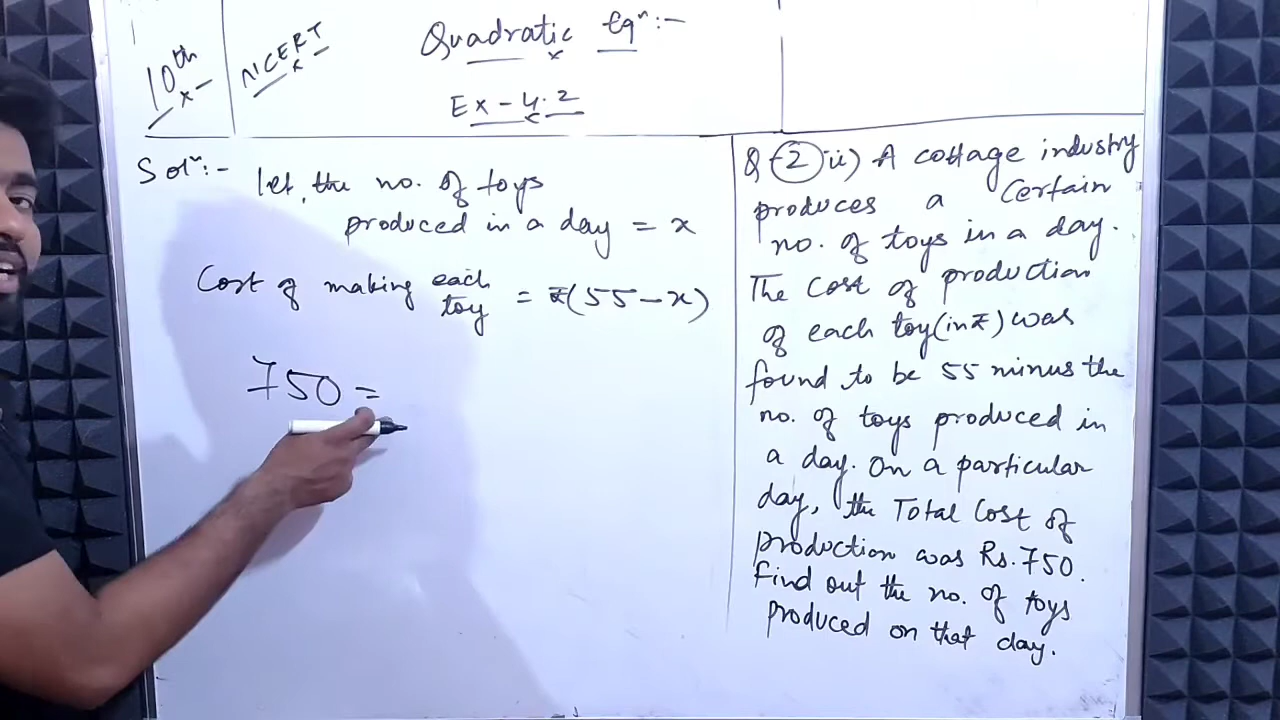 10th
NCERT
Quadratic Eqⁿ:-
Ex - 4.2
Solⁿ:- let, the no. of toys
produced in a day = x
Cost of making each toy = ₹(55-x)
750 =
Q-2 ii) A cottage industry
produces a Certain
no. of toys in a day.
The Cost of production
of each toy (in ₹) was
found to be 55 minus the
no. of toys produced in
a day. On a particular
day, the Total Cost of
production was Rs. 750.
Find out the no. of toys
produced on that day.